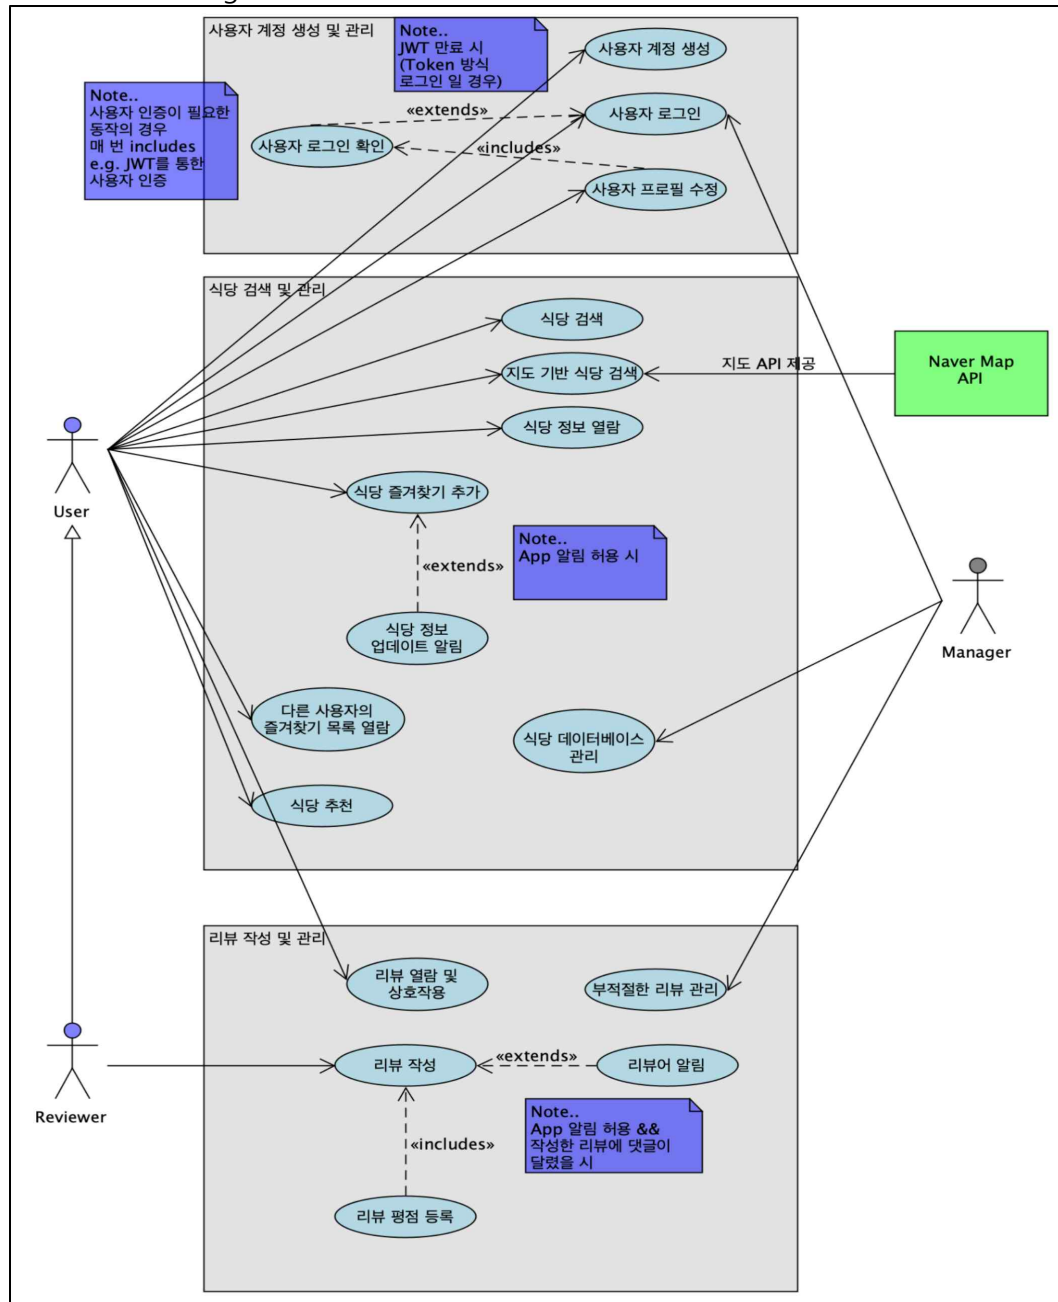 사용자 계정 생성 및 관리
Note..
JWT 만료 시
(Token 방식
로그인 일 경우)
사용자 계정 생성
Note..
사용자 인증이 필요한
동작의 경우
매 번 includes
e.g. JWT를 통한
사용자 인증
«extends»
사용자 로그인
사용자 로그인 확인
«includes»
사용자 프로필 수정
식당 검색 및 관리
식당 검색
지도 기반 식당 검색
지도 API 제공
Naver Map
API
식당 정보 열람
User
식당 즐겨찾기 추가
Note..
App 알림 허용 시
«extends»
식당 정보
업데이트 알림
Manager
다른 사용자의
즐겨찾기 목록 열람
식당 데이터베이스
관리
식당 추천
리뷰 작성 및 관리
리뷰 열람 및
상호작용
부적절한 리뷰 관리
리뷰 작성
«extends»
리뷰어 알림
Reviewer
Note..
App 알림 허용 &&
작성한 리뷰에 댓글이
달렸을 시
«includes»
리뷰 평점 등록